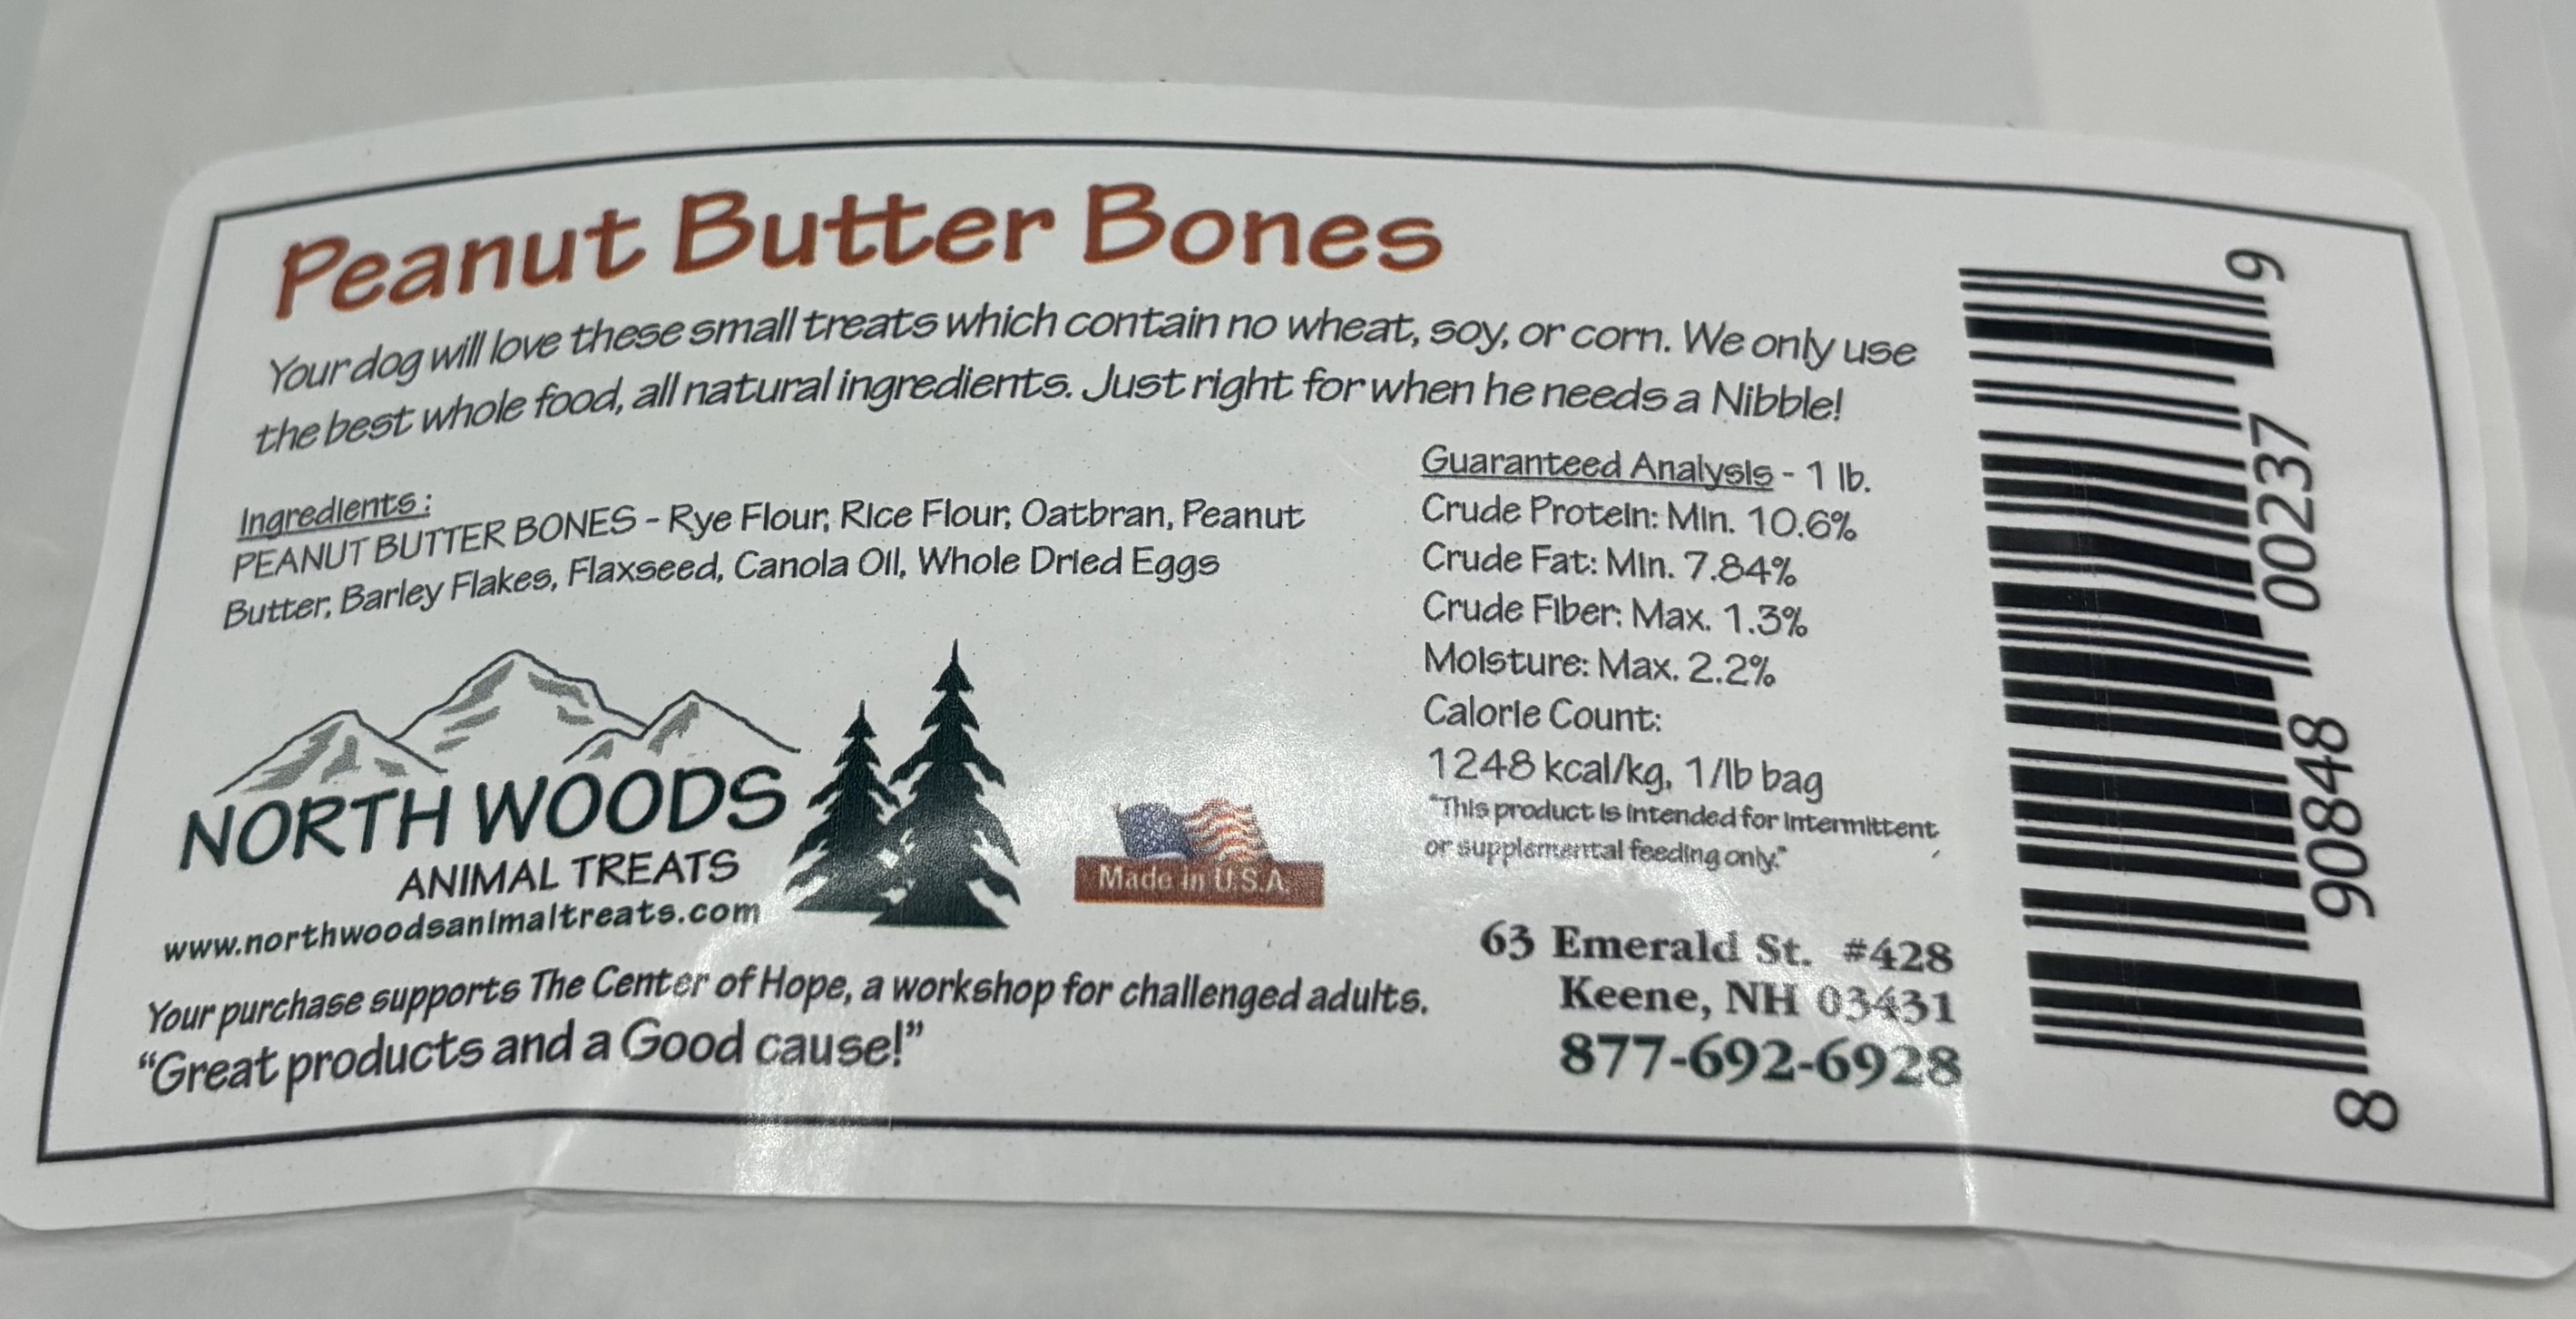 Peanut Butter Bones
Your dog will love these small treats which contain no wheat, soy, or corn. We only use
the best whole food, all natural ingredients. Just right for when he needs a Nibble!
Ingredients:
PEANUT BUTTER BONES - Rye Flour, Rice Flour, Oatbran, Peanut
Butter, Barley Flakes, Flaxseed, Canola Oil, Whole Dried Eggs
Guaranteed Analysis - 1 lb.
Crude Protein: Min. 10.6%
Crude Fat: Min. 7.84%
Crude Fiber: Max. 1.3%
Moisture: Max. 2.2%
Calorie Count:
1248 kcal/kg, 1/lb bag
"This product is intended for intermittent
or supplemental feeding only."
NORTH WOODS
ANIMAL TREATS
www.northwoodsanimaltreats.com
Made in U.S.A.
Your purchase supports The Center of Hope, a workshop for challenged adults.
"Great products and a Good cause!"
63 Emerald St. #428
Keene, NH 03431
877-692-6928
8 90848 00237 9